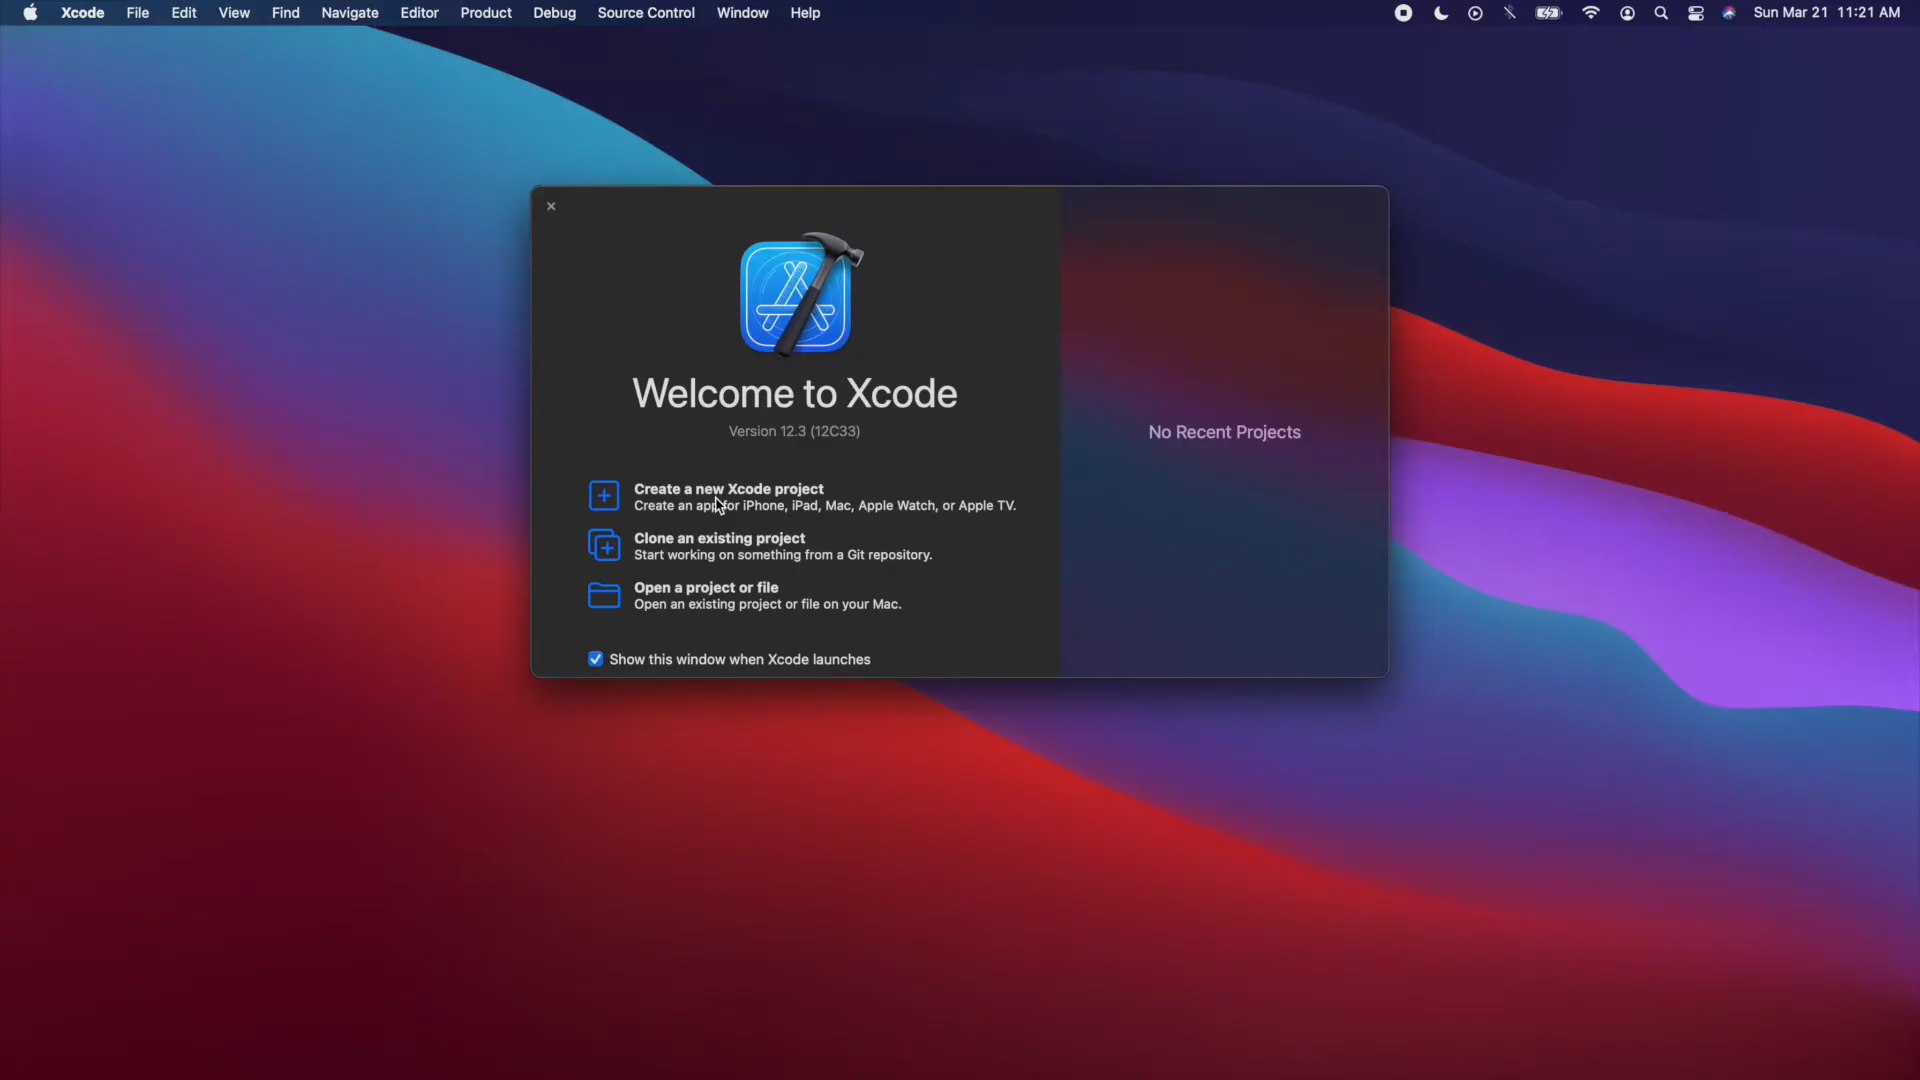 Xcode File Edit View Find Navigate Editor Product Debug Source Control Window Help Sun Mar 21 11:21 AM
Welcome to Xcode
Version 12.3 (12C33)
No Recent Projects
Create a new Xcode project
Create an app for iPhone, iPad, Mac, Apple Watch, or Apple TV.
Clone an existing project
Start working on something from a Git repository.
Open a project or file
Open an existing project or file on your Mac.
Show this window when Xcode launches